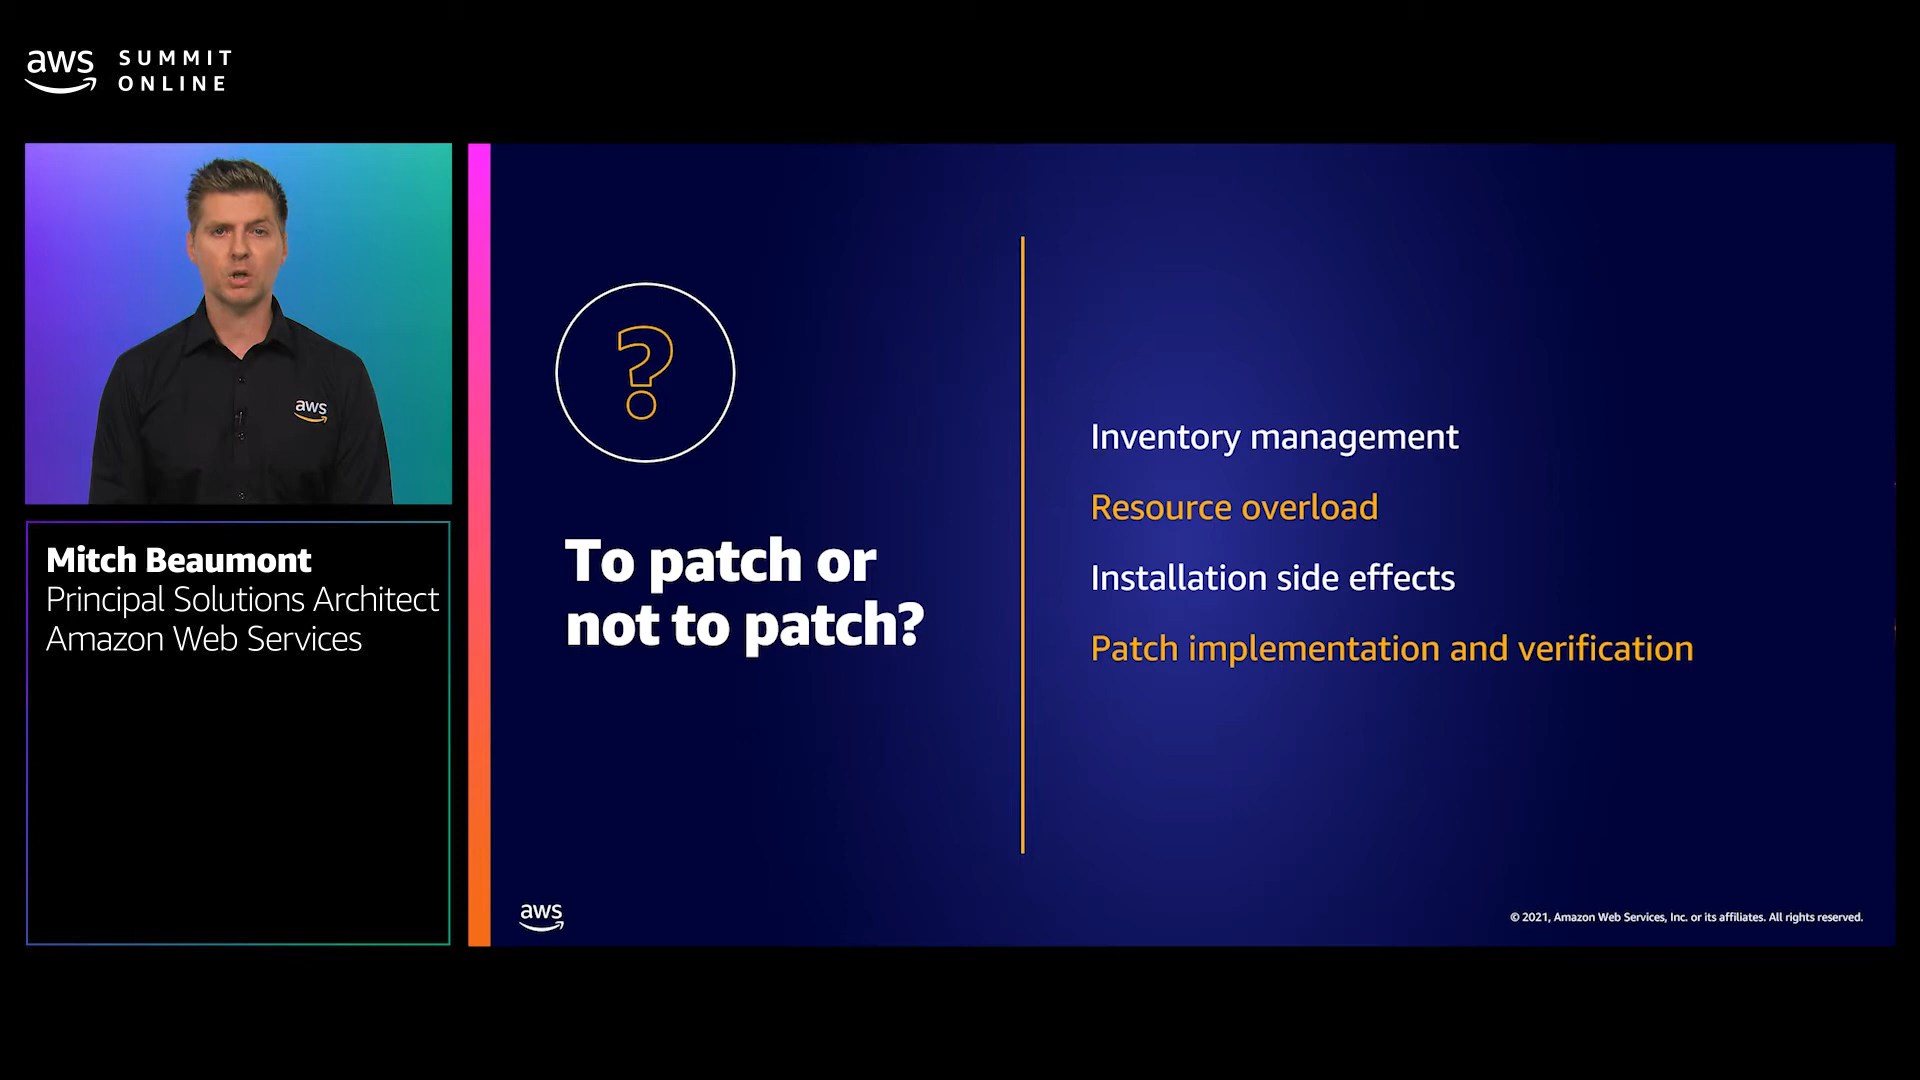 aws SUMMIT
ONLINE
aws
Mitch Beaumont
Principal Solutions Architect
Amazon Web Services
?
To patch or
not to patch?
Inventory management
Resource overload
Installation side effects
Patch implementation and verification
aws
© 2021, Amazon Web Services, Inc. or its affiliates. All rights reserved.